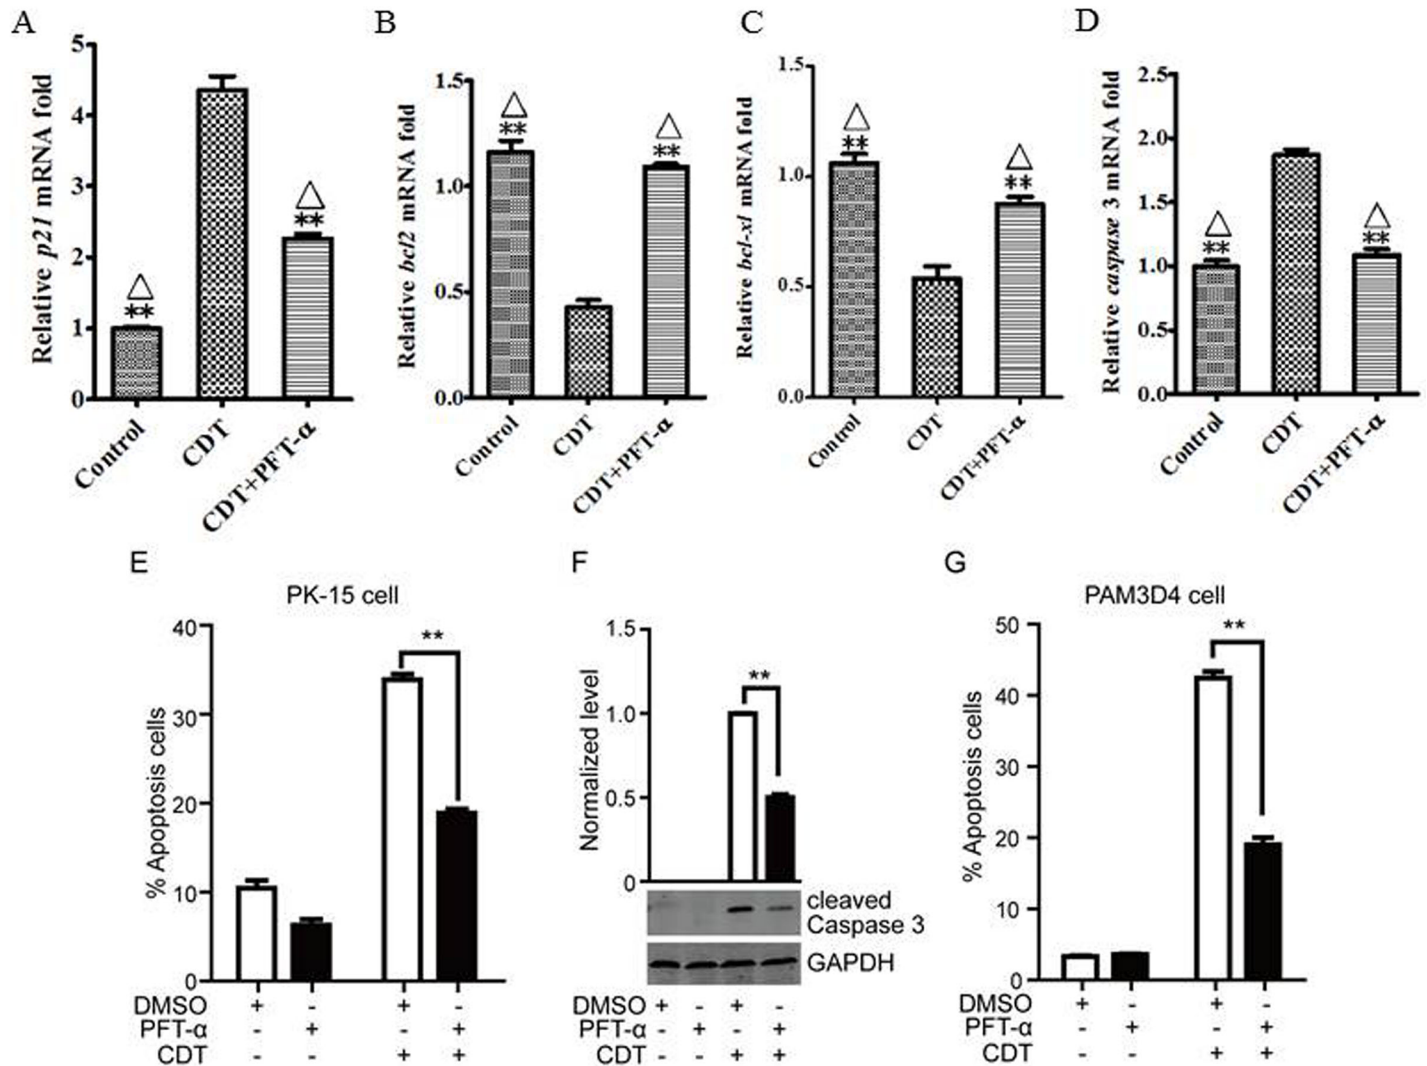 A
Relative p21 mRNA fold
5
4
3
2
1
0
△
**
△
**
Control
CDT
CDT+PFT-α
B
Relative bcl2 mRNA fold
1.5
1.0
0.5
0.0
△
**
△
**
Control
CDT
CDT+PFT-α
C
Relative bcl-xl mRNA fold
1.5
1.0
0.5
0.0
△
**
△
**
Control
CDT
CDT+PFT-α
D
Relative caspase 3 mRNA fold
2.5
2.0
1.5
1.0
0.5
0.0
△
**
△
**
Control
CDT
CDT+PFT-α
E
PK-15 cell
% Apoptosis cells
40
30
20
10
0
**
DMSO + - + -
PFT-α - + - +
CDT - - + +
F
Normalized level
1.5
1.0
0.5
0
**
cleaved
Caspase 3
GAPDH
DMSO + - + -
PFT-α - + - +
CDT - - + +
G
PAM3D4 cell
% Apoptosis cells
50
40
30
20
10
0
**
DMSO + - + -
PFT-α - + - +
CDT - - + +